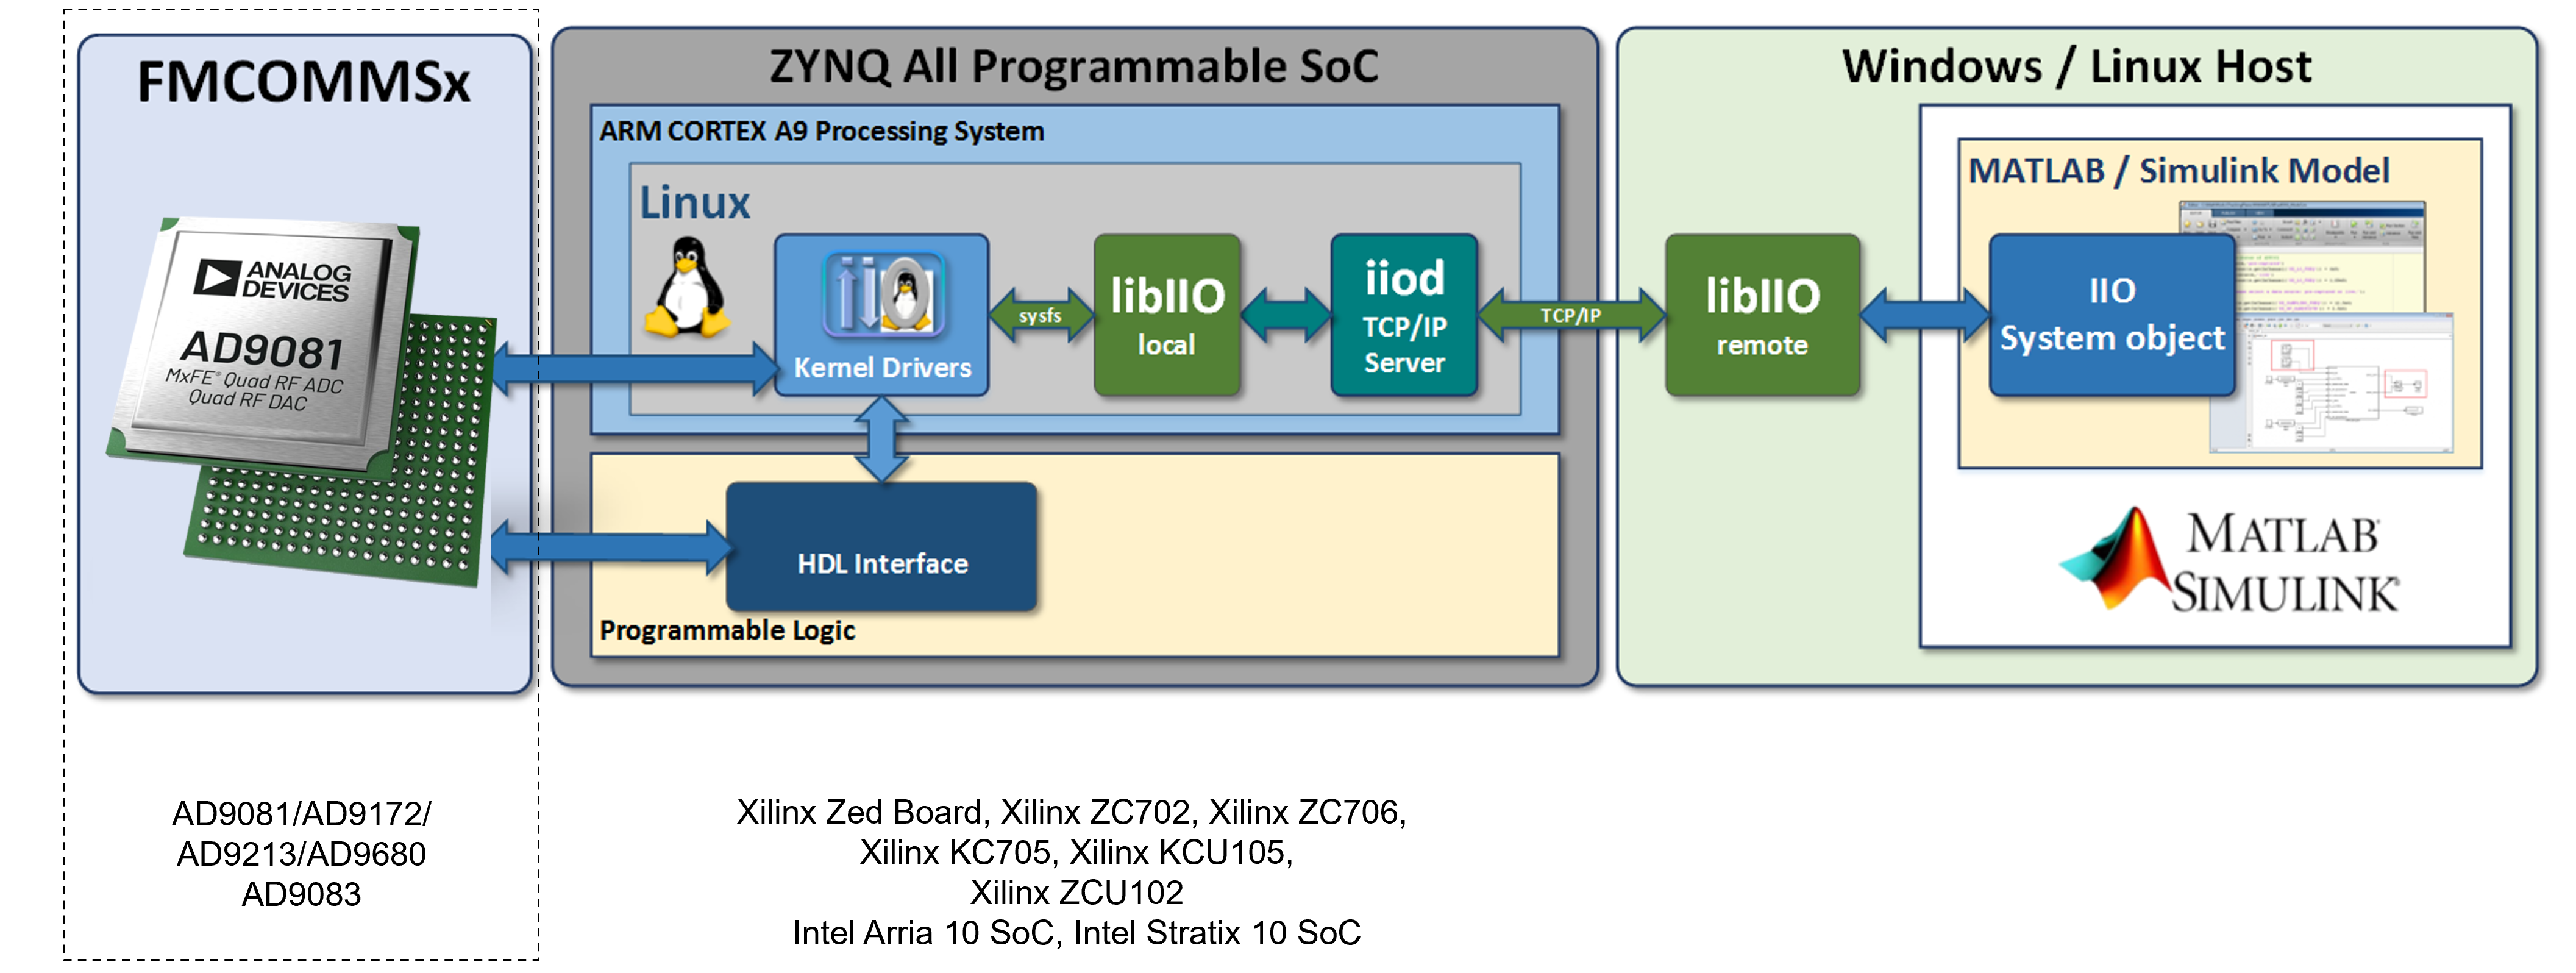 FMCOMMSx
ANALOG
DEVICES
AD9081
MxFE® Quad RF ADC
Quad RF DAC
AD9081/AD9172/
AD9213/AD9680
AD9083
ZYNQ All Programmable SoC
ARM CORTEX A9 Processing System
Linux
iiO
Kernel Drivers
sysfs
libIIO
local
iiod
TCP/IP
Server
TCP/IP
HDL Interface
Programmable Logic
Xilinx Zed Board, Xilinx ZC702, Xilinx ZC706,
Xilinx KC705, Xilinx KCU105,
Xilinx ZCU102
Intel Arria 10 SoC, Intel Stratix 10 SoC
Windows / Linux Host
libIIO
remote
MATLAB / Simulink Model
IIO
System object
MATLAB®
SIMULINK®